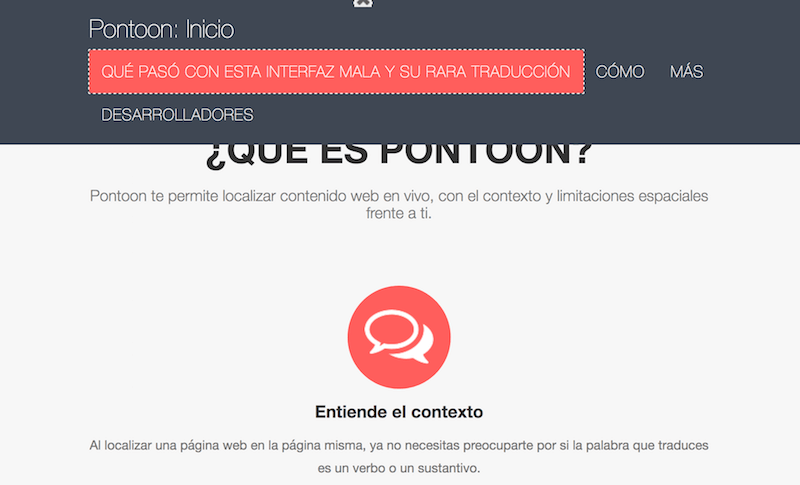 Pontoon: Inicio
QUÉ PASÓ CON ESTA INTERFAZ MALA Y SU RARA TRADUCCIÓN CÓMO MÁS
DESARROLLADORES
¿QUÉ ES PONTOON?
Pontoon te permite localizar contenido web en vivo, con el contexto y limitaciones espaciales
frente a ti.
Entiende el contexto
Al localizar una página web en la página misma, ya no necesitas preocuparte por si la palabra que traduces
es un verbo o un sustantivo.